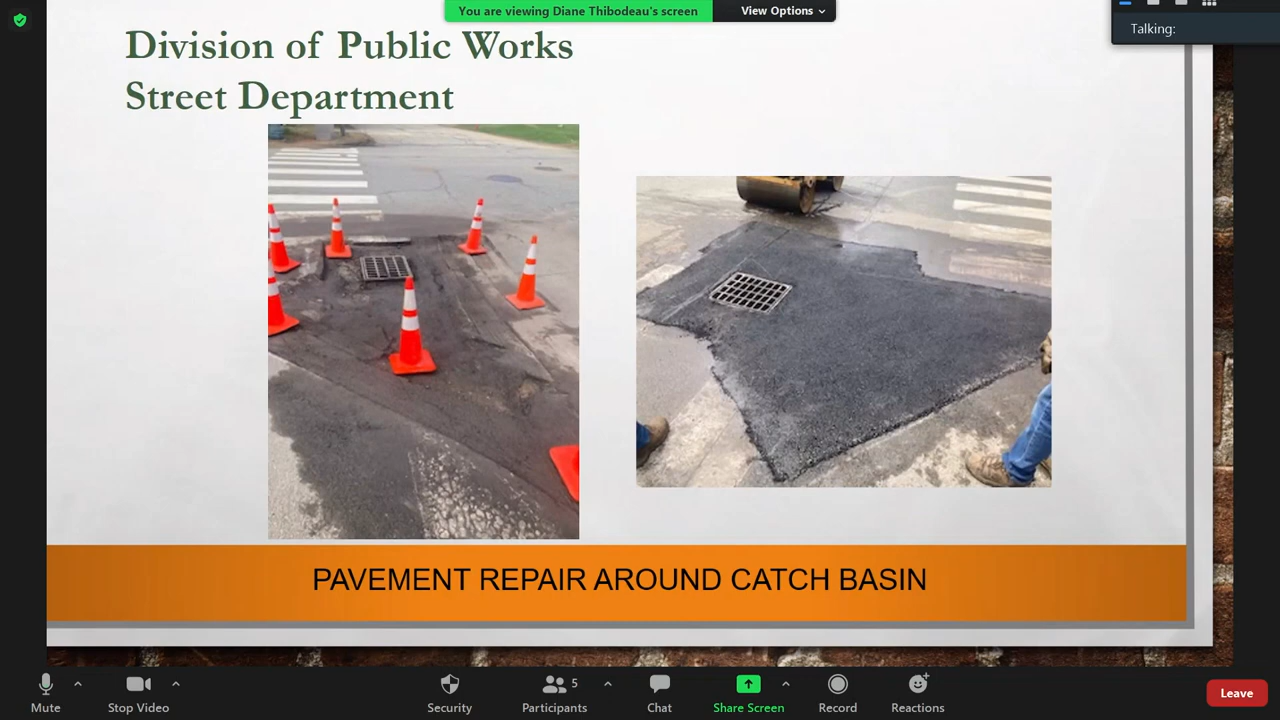 You are viewing Diane Thibodeau's screen
View Options
Talking:
Division of Public Works
Street Department
PAVEMENT REPAIR AROUND CATCH BASIN
Mute
Stop Video
Security
Participants
5
Chat
Share Screen
Record
Reactions
Leave